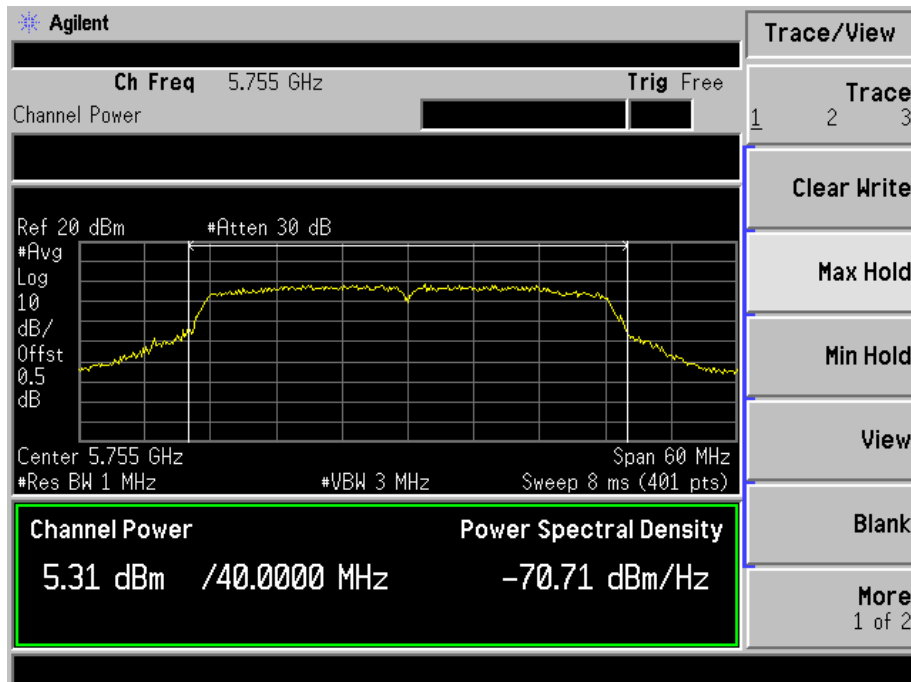 Agilent
Ch Freq 5.755 GHz Trig Free
Channel Power
Ref 20 dBm #Atten 30 dB
#Avg
Log
10
dB/
Offst
0.5
dB
Center 5.755 GHz Span 60 MHz
#Res BW 1 MHz #VBW 3 MHz Sweep 8 ms (401 pts)
Channel Power Power Spectral Density
5.31 dBm /40.0000 MHz -70.71 dBm/Hz
Trace/View
Trace
1 2 3
Clear Write
Max Hold
Min Hold
View
Blank
More
1 of 2